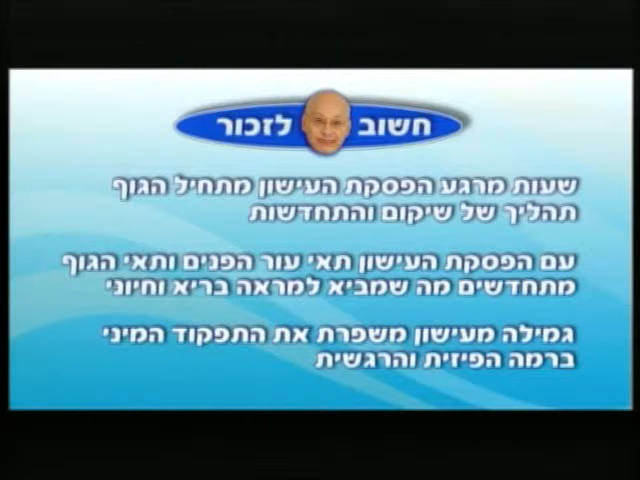 חשוב לזכור
שעות מרגע הפסקת העישון מתחיל הגוף
תהליך של שיקום והתחדשות
עם הפסקת העישון תאי עור הפנים ותאי הגוף
מתחדשים מה שמביא למראה בריא וחיוני
גמילה מעישון משפרת את התפקוד המיני
ברמה הפיזית והרגשית